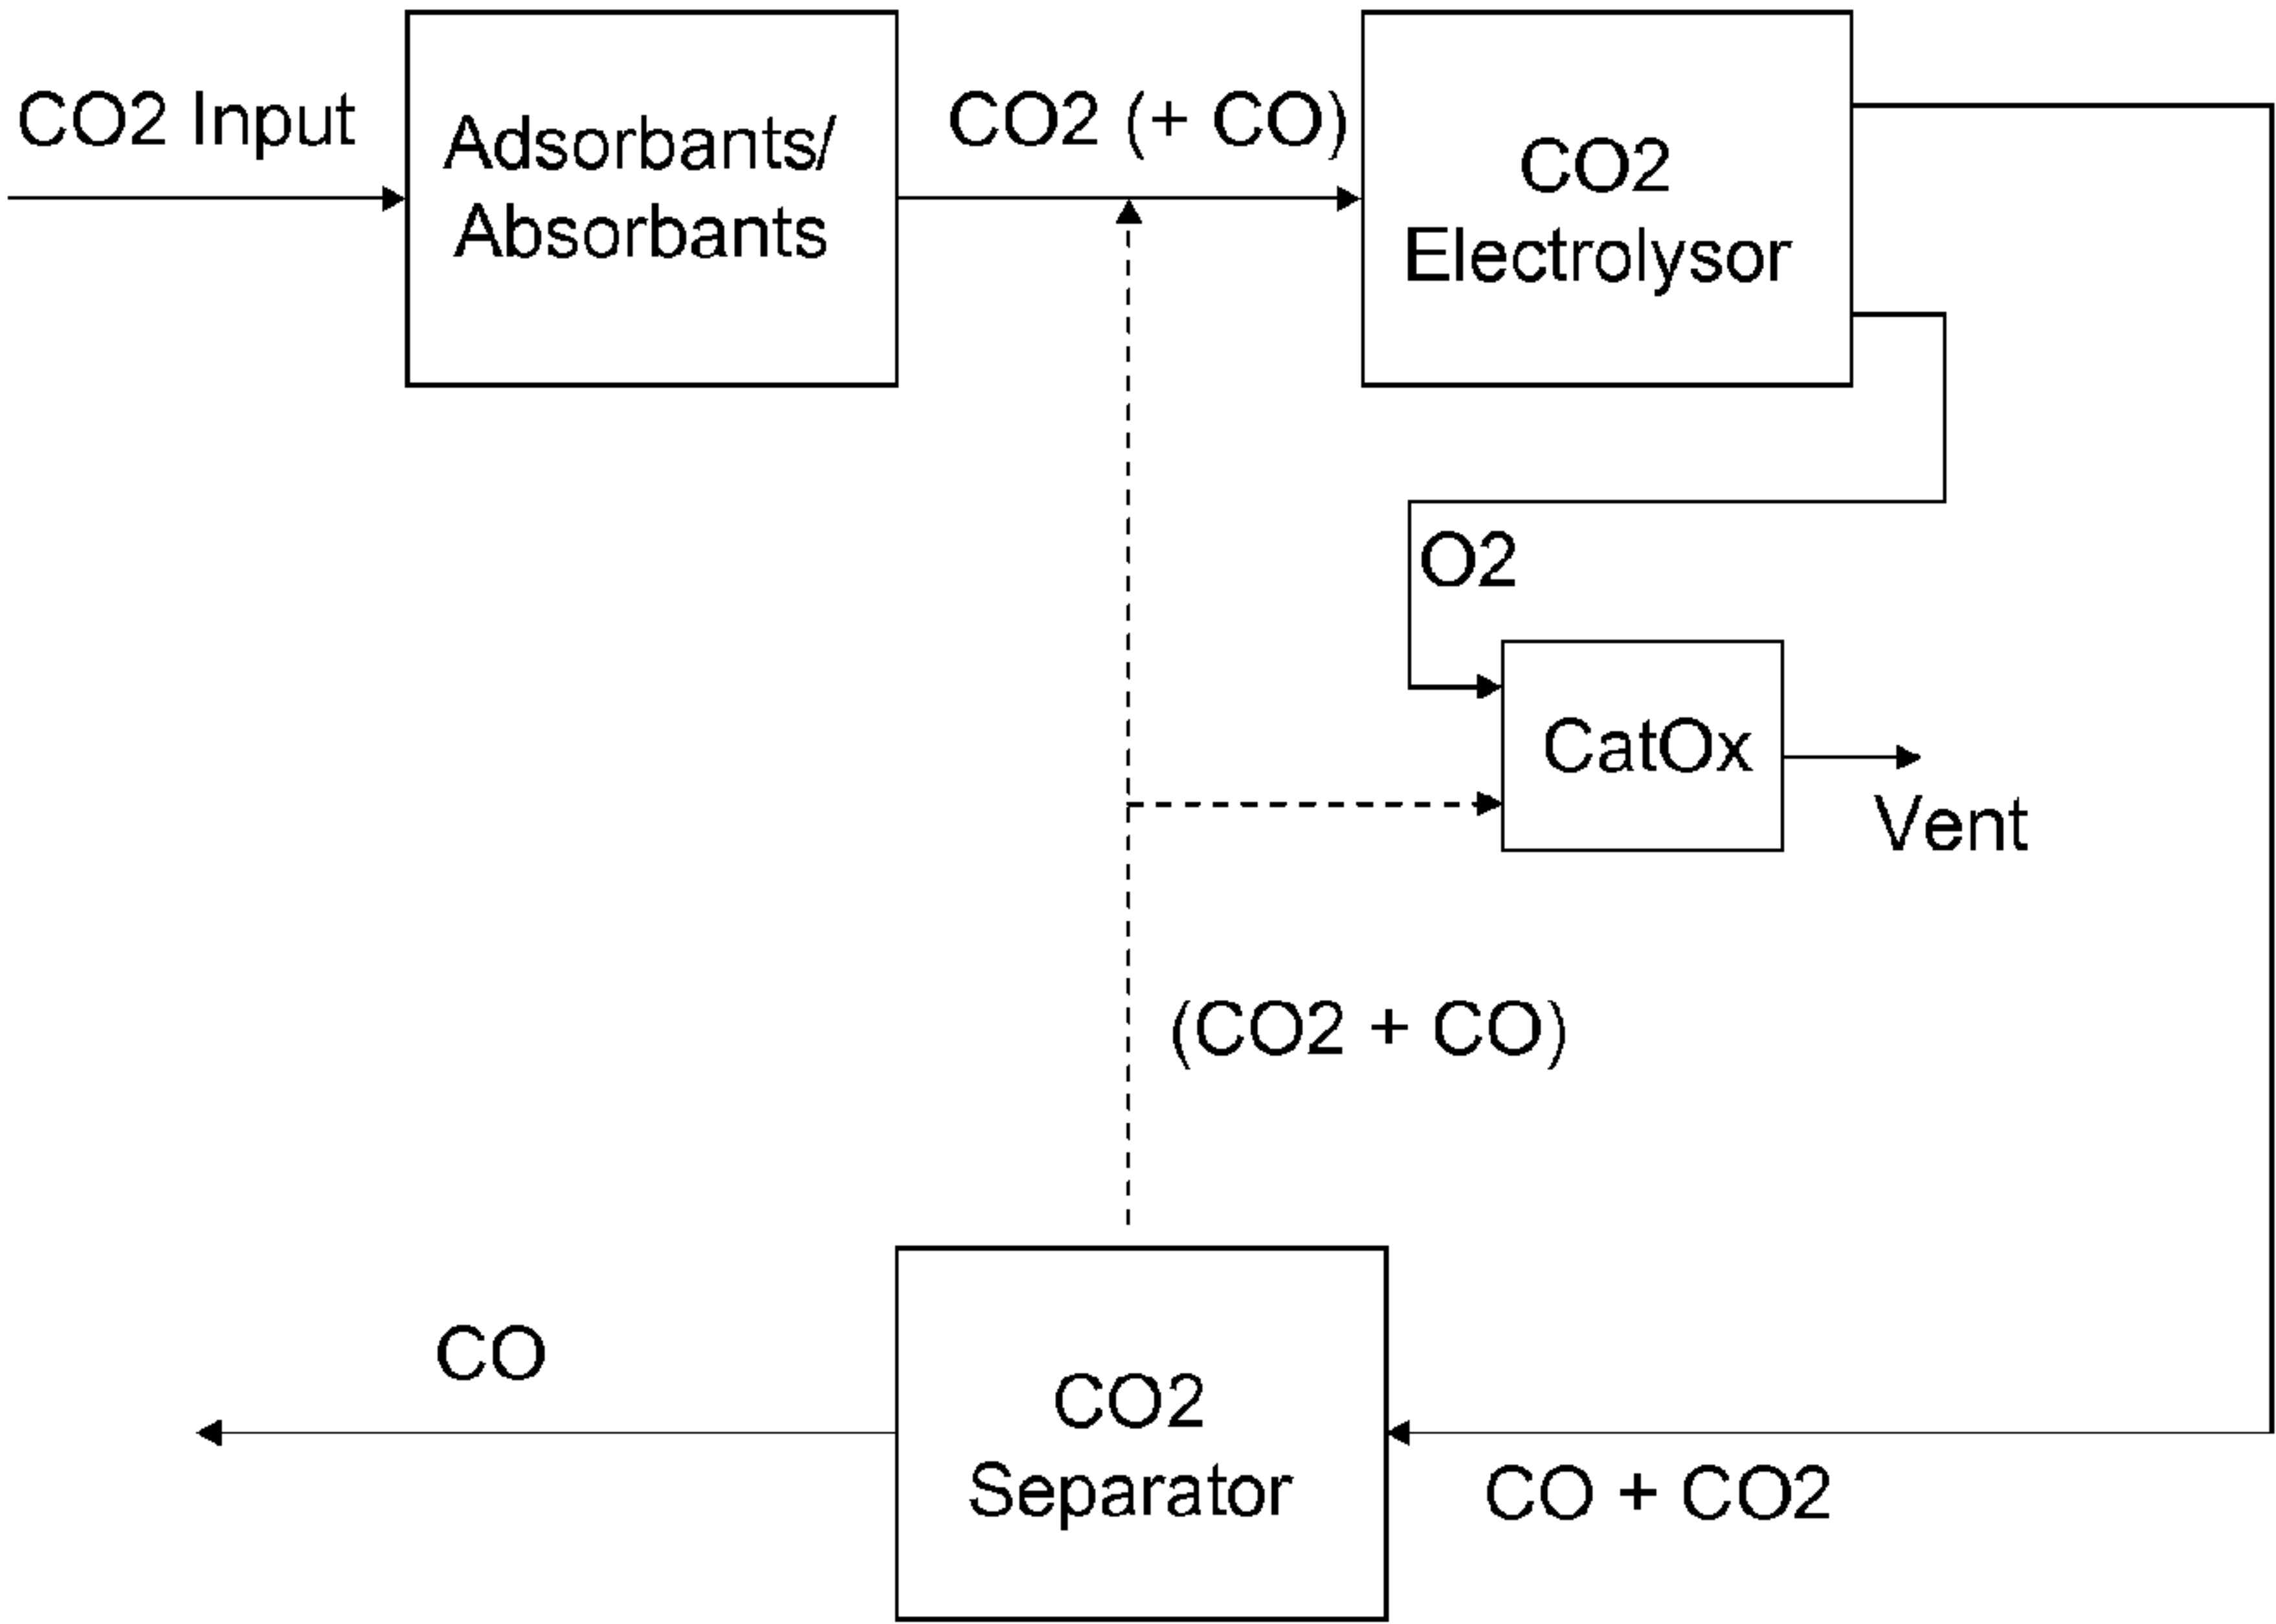 CO2 Input
Adsorbants/
Absorbants
CO2 (+ CO)
CO2
Electrolysor
O2
CatOx
Vent
(CO2 + CO)
CO
CO2
Separator
CO + CO2